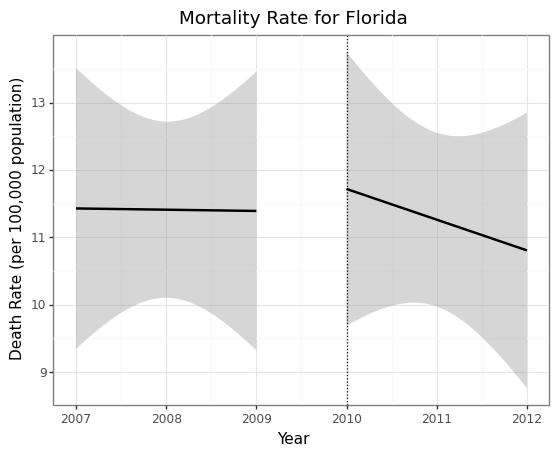 Mortality Rate for Florida
Death Rate (per 100,000 population)
13
12
11
10
9
2007 2008 2009 2010 2011 2012
Year